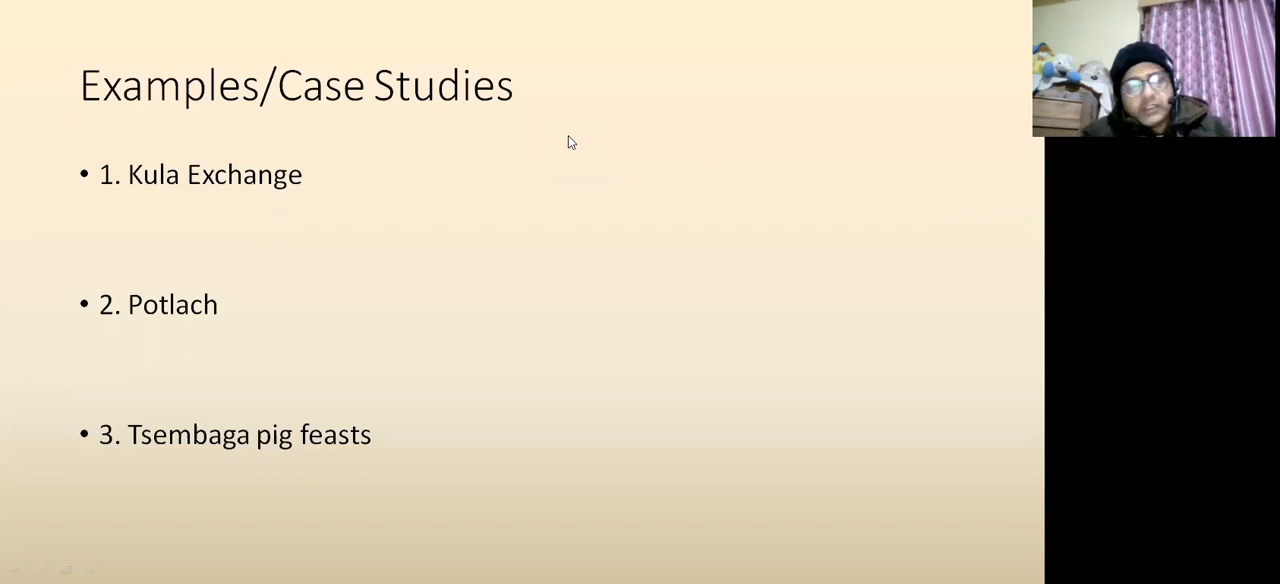 Examples/Case Studies
• 1. Kula Exchange
• 2. Potlach
• 3. Tsembaga pig feasts